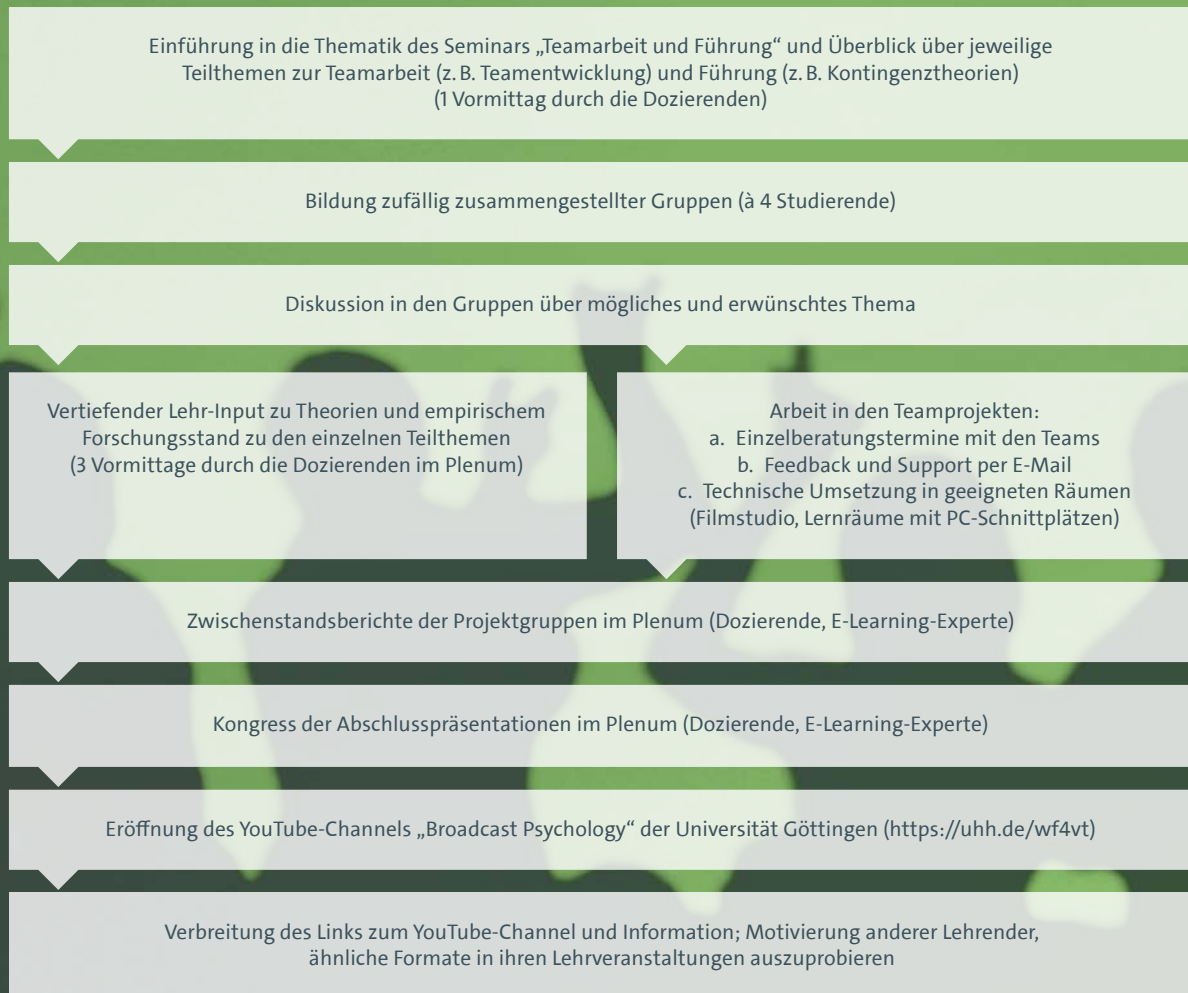 Einführung in die Thematik des Seminars „Teamarbeit und Führung“ und Überblick über jeweilige
Teilthemen zur Teamarbeit (z. B. Teamentwicklung) und Führung (z. B. Kontingenztheorien)
(1 Vormittag durch die Dozierenden)
Bildung zufällig zusammengestellter Gruppen (à 4 Studierende)
Diskussion in den Gruppen über mögliches und erwünschtes Thema
Vertiefender Lehr-Input zu Theorien und empirischem
Forschungsstand zu den einzelnen Teilthemen
(3 Vormittage durch die Dozierenden im Plenum)
Arbeit in den Teamprojekten:
a. Einzelberatungstermine mit den Teams
b. Feedback und Support per E-Mail
c. Technische Umsetzung in geeigneten Räumen
(Filmstudio, Lernräume mit PC-Schnittplätzen)
Zwischenstandsberichte der Projektgruppen im Plenum (Dozierende, E-Learning-Experte)
Kongress der Abschlusspräsentationen im Plenum (Dozierende, E-Learning-Experte)
Eröffnung des YouTube-Channels „Broadcast Psychology“ der Universität Göttingen (https://uhh.de/wf4vt)
Verbreitung des Links zum YouTube-Channel und Information; Motivierung anderer Lehrender,
ähnliche Formate in ihren Lehrveranstaltungen auszuprobieren